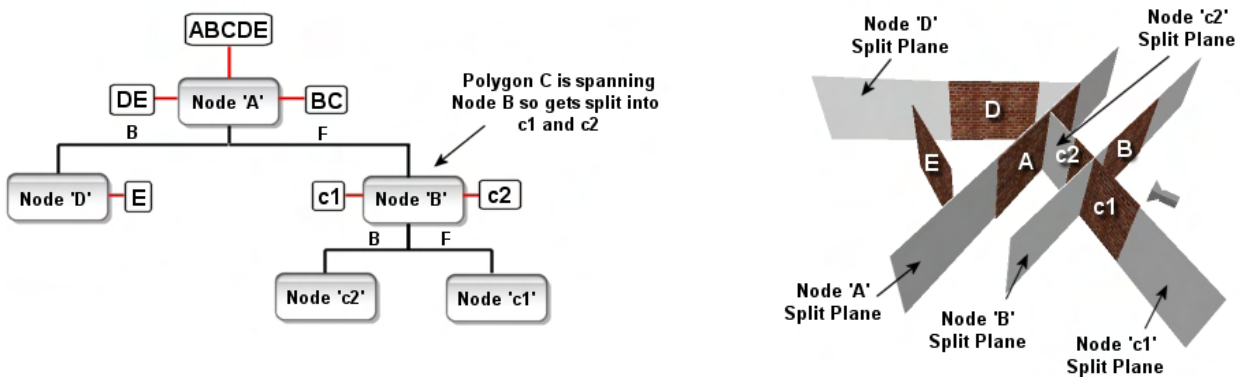 ABCDE
DE
Node 'A'
BC
B
F
Polygon C is spanning
Node B so gets split into
c1 and c2
Node 'D'
E
c1
Node 'B'
c2
B
F
Node 'c2'
Node 'c1'
Node 'D'
Split Plane
Node 'c2'
Split Plane
D
E
A
c2
B
c1
Node 'A'
Split Plane
Node 'B'
Split Plane
Node 'c1'
Split Plane